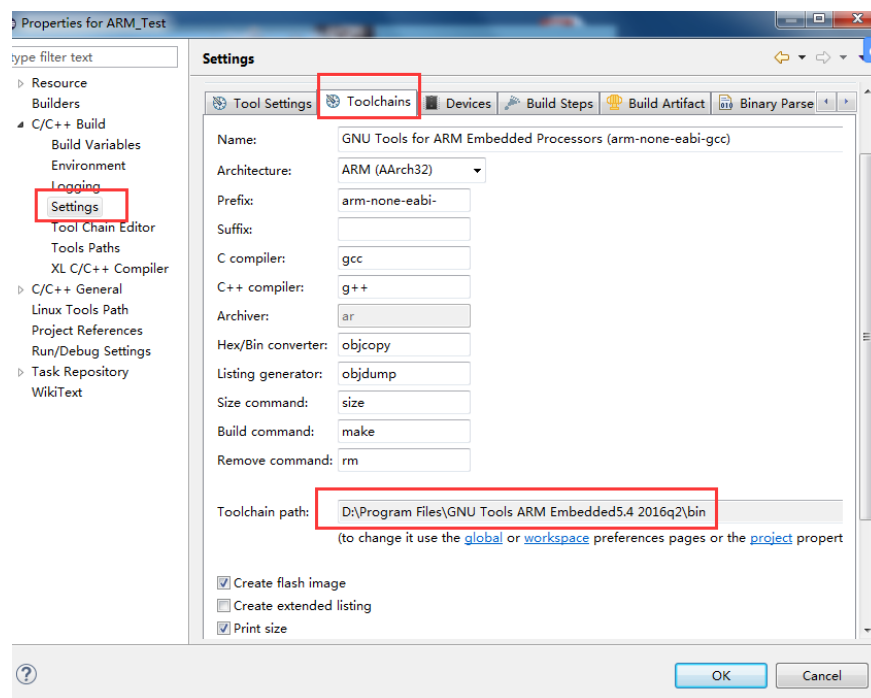 Properties for ARM_Test
type filter text
Settings
Resource
Builders
C/C++ Build
Build Variables
Environment
Logging
Settings
Tool Chain Editor
Tools Paths
XL C/C++ Compiler
C/C++ General
Linux Tools Path
Project References
Run/Debug Settings
Task Repository
WikiText
Tool Settings Toolchains Devices Build Steps Build Artifact Binary Parse
Name: GNU Tools for ARM Embedded Processors (arm-none-eabi-gcc)
Architecture: ARM (AArch32)
Prefix: arm-none-eabi-
Suffix:
C compiler: gcc
C++ compiler: g++
Archiver: ar
Hex/Bin converter: objcopy
Listing generator: objdump
Size command: size
Build command: make
Remove command: rm
Toolchain path: D:\Program Files\GNU Tools ARM Embedded5.4 2016q2\bin
(to change it use the global or workspace preferences pages or the project propert
Create flash image
Create extended listing
Print size
OK Cancel